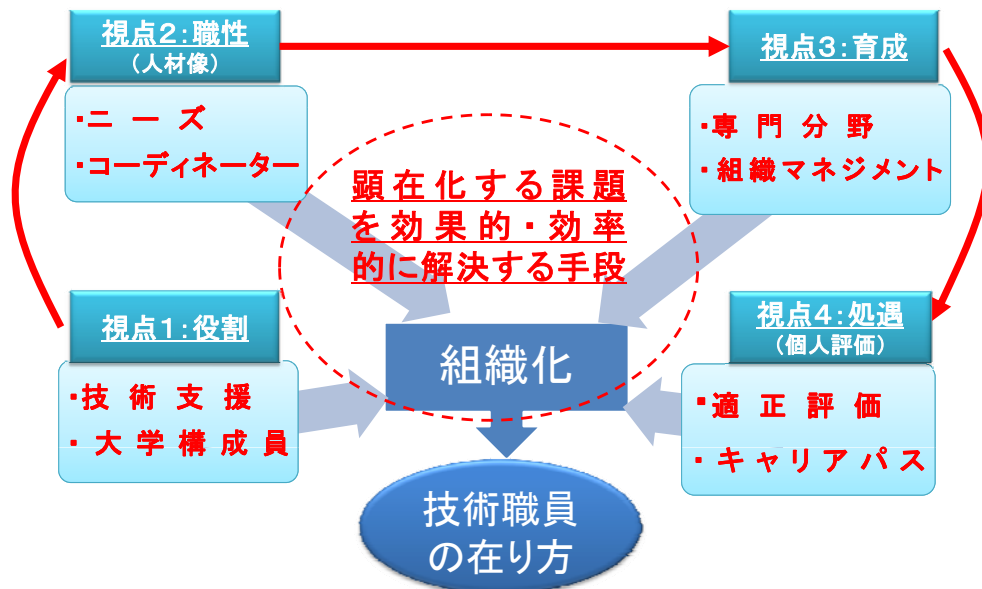 視点2:職性
(人材像)
・ニーズ
・コーディネーター
視点3:育成
・専門分野
・組織マネジメント
顕在化する課題
を効果的・効率
的に解決する手段
視点1:役割
・技術支援
・大学構成員
組織化
視点4:処遇
(個人評価)
・適正評価
・キャリアパス
技術職員
の在り方